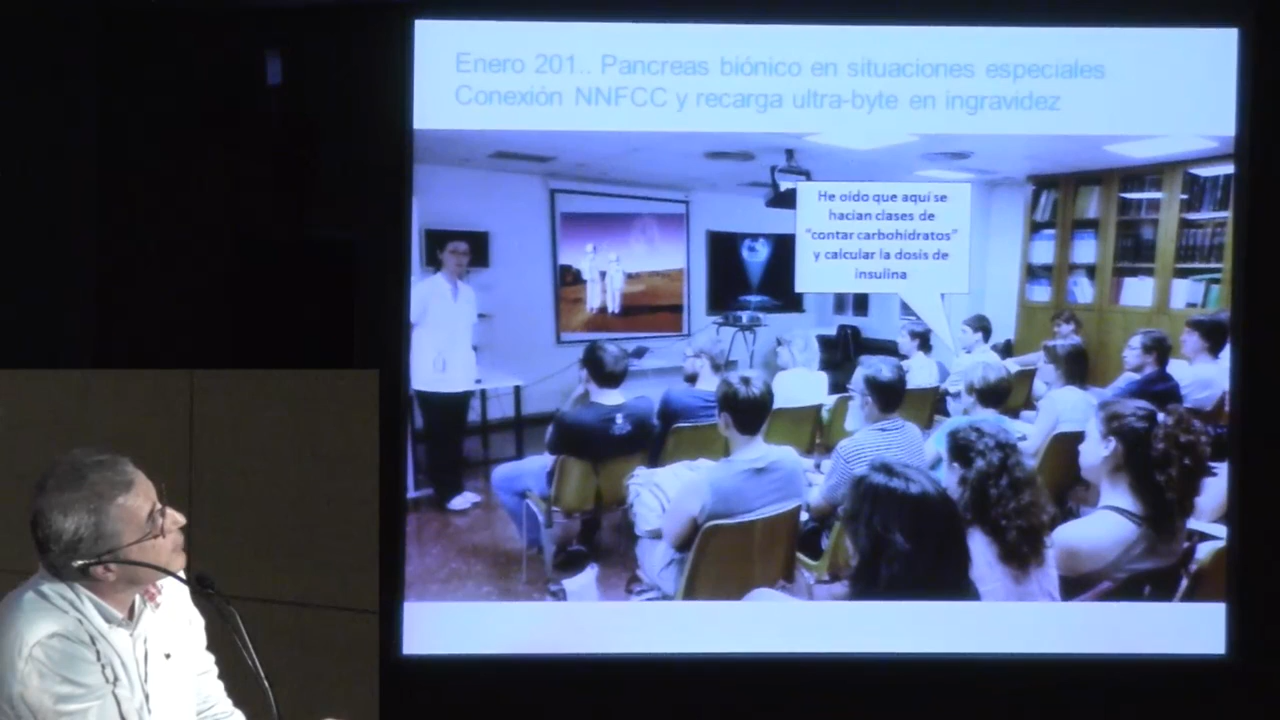 Enero 201.. Pancreas biónico en situaciones especiales
Conexión NNFCC y recarga ultra-byte en ingravidez
He oído que aquí se
hacían clases de
"contar carbohidratos"
y calcular la dosis de
insulina